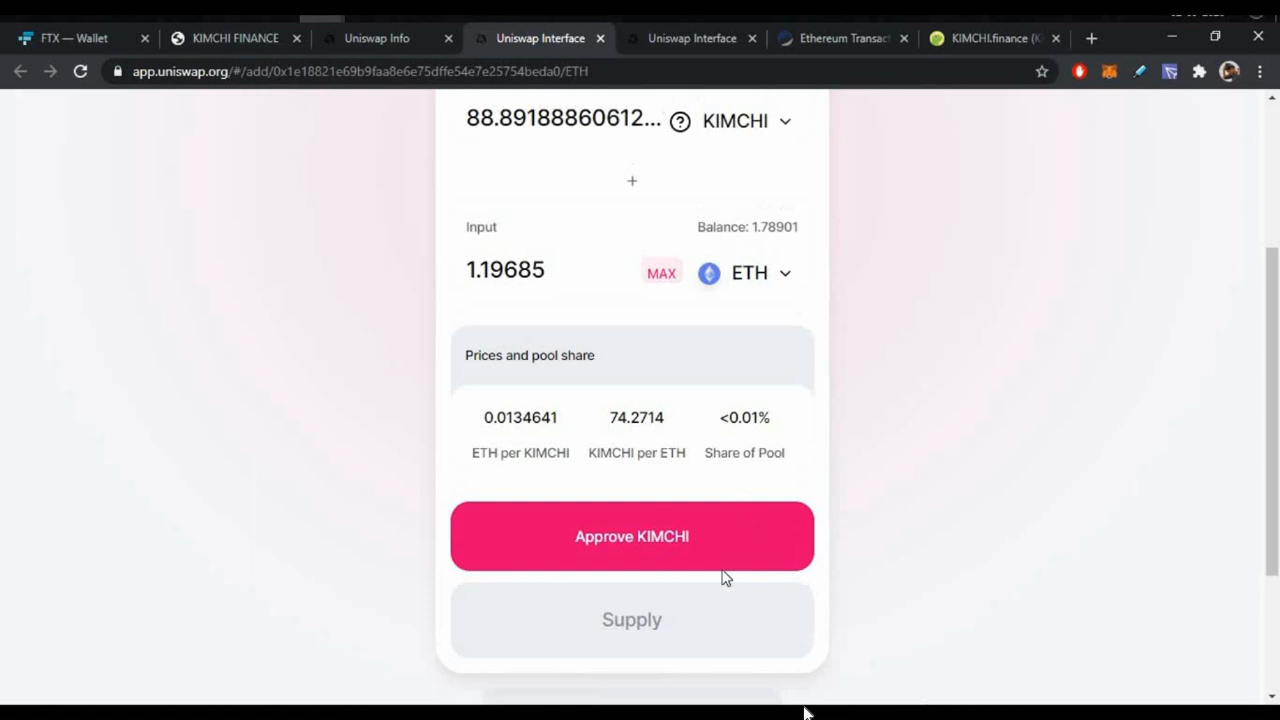 FTX — Wallet
KIMCHI FINANCE
Uniswap Info
Uniswap Interface
Uniswap Interface
Ethereum Transact
KIMCHI.finance (K
app.uniswap.org/#/add/0x1e18821e69b9faa8e6e75dffe54e7e25754beda0/ETH
88.89188860612... KIMCHI
+
Input Balance: 1.78901
1.19685 MAX ETH
Prices and pool share
0.0134641 74.2714 <0.01%
ETH per KIMCHI KIMCHI per ETH Share of Pool
Approve KIMCHI
Supply